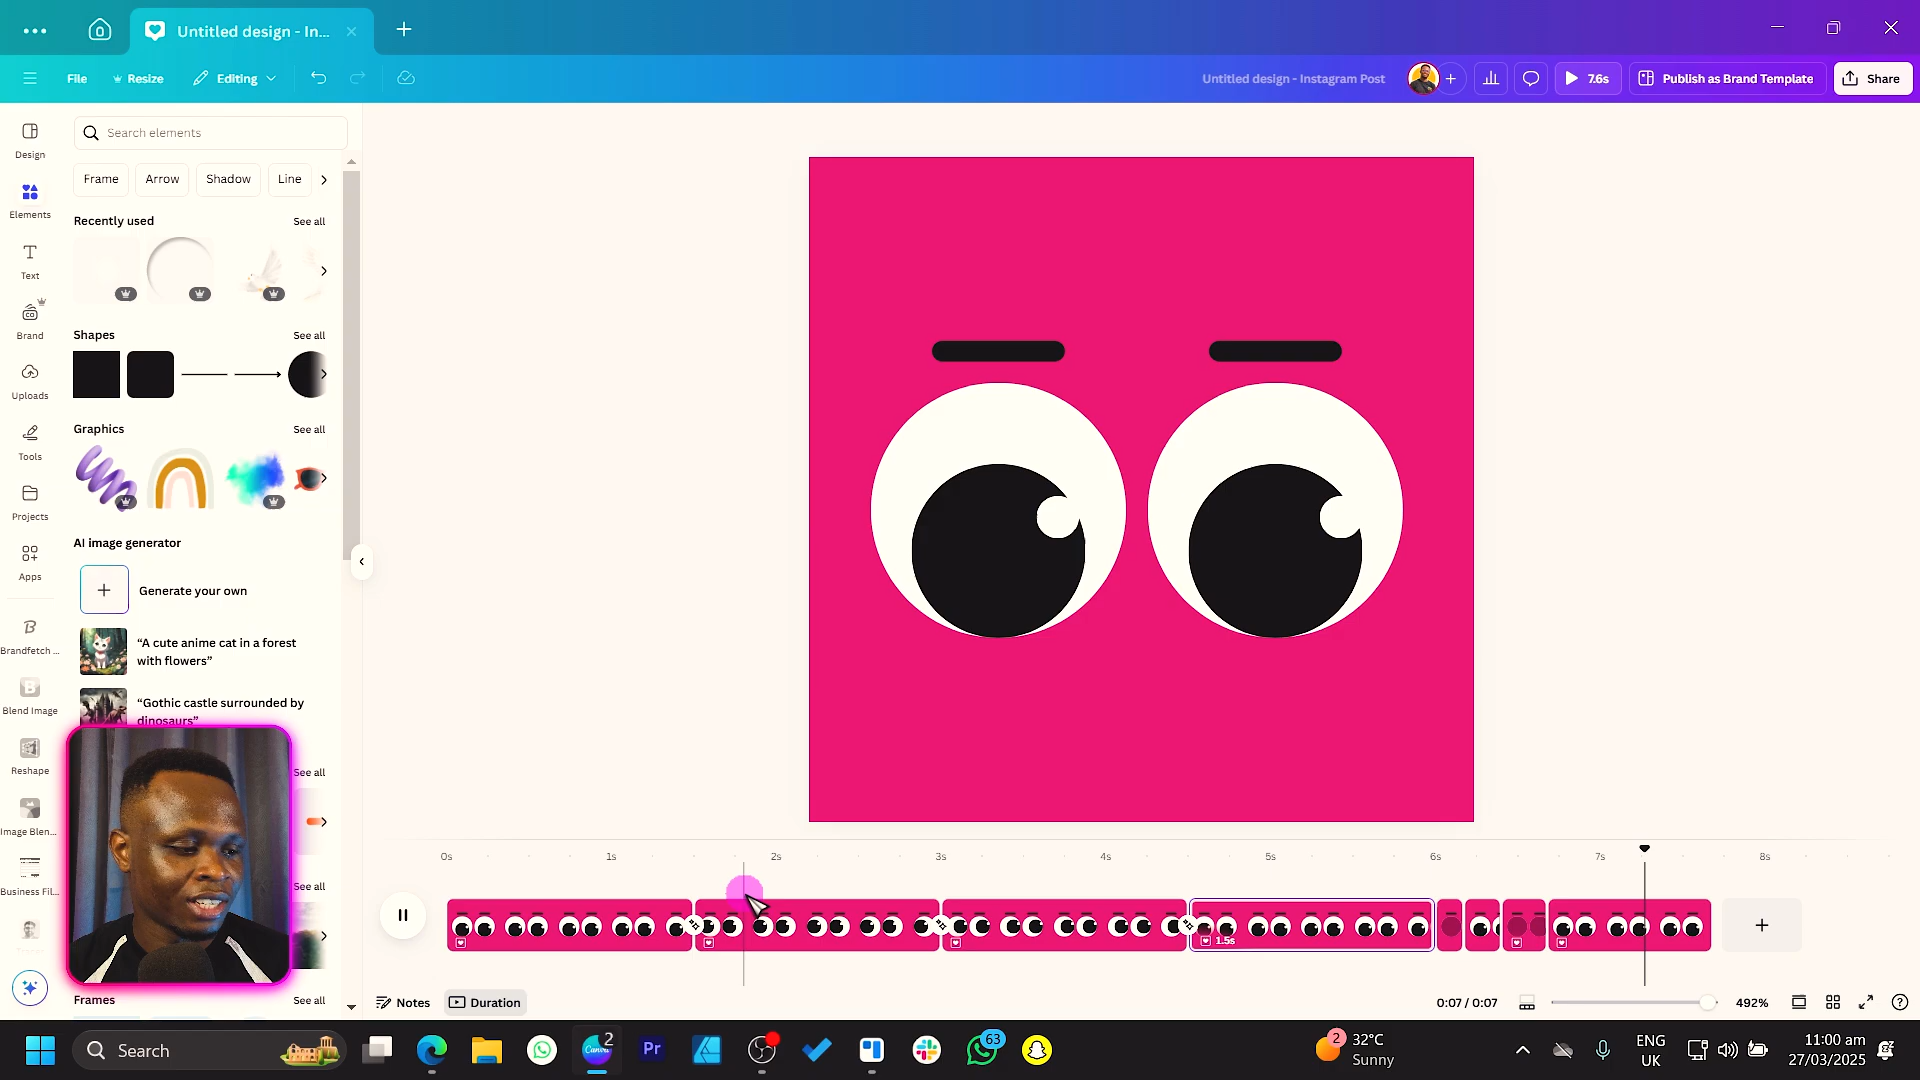 Untitled design - In...
File
Resize
Editing
Untitled design - Instagram Post
7.6s
Publish as Brand Template
Share
Design
Elements
Text
Brand
Uploads
Tools
Projects
Apps
Brandfetch ...
Blend Image
Reshape
Image Blen...
Business Fil...
Search elements
Frame
Arrow
Shadow
Line
Recently used
See all
Shapes
See all
Graphics
See all
AI image generator
Generate your own
“A cute anime cat in a forest
with flowers”
“Gothic castle surrounded by
dinosaurs”
See all
See all
Frames
See all
0s
1s
2s
3s
4s
5s
6s
7s
8s
1.5s
Notes
Duration
0:07 / 0:07
492%
Search
Canva
2
Pr
63
2
32°C
Sunny
ENG
UK
11:00 am
27/03/2025